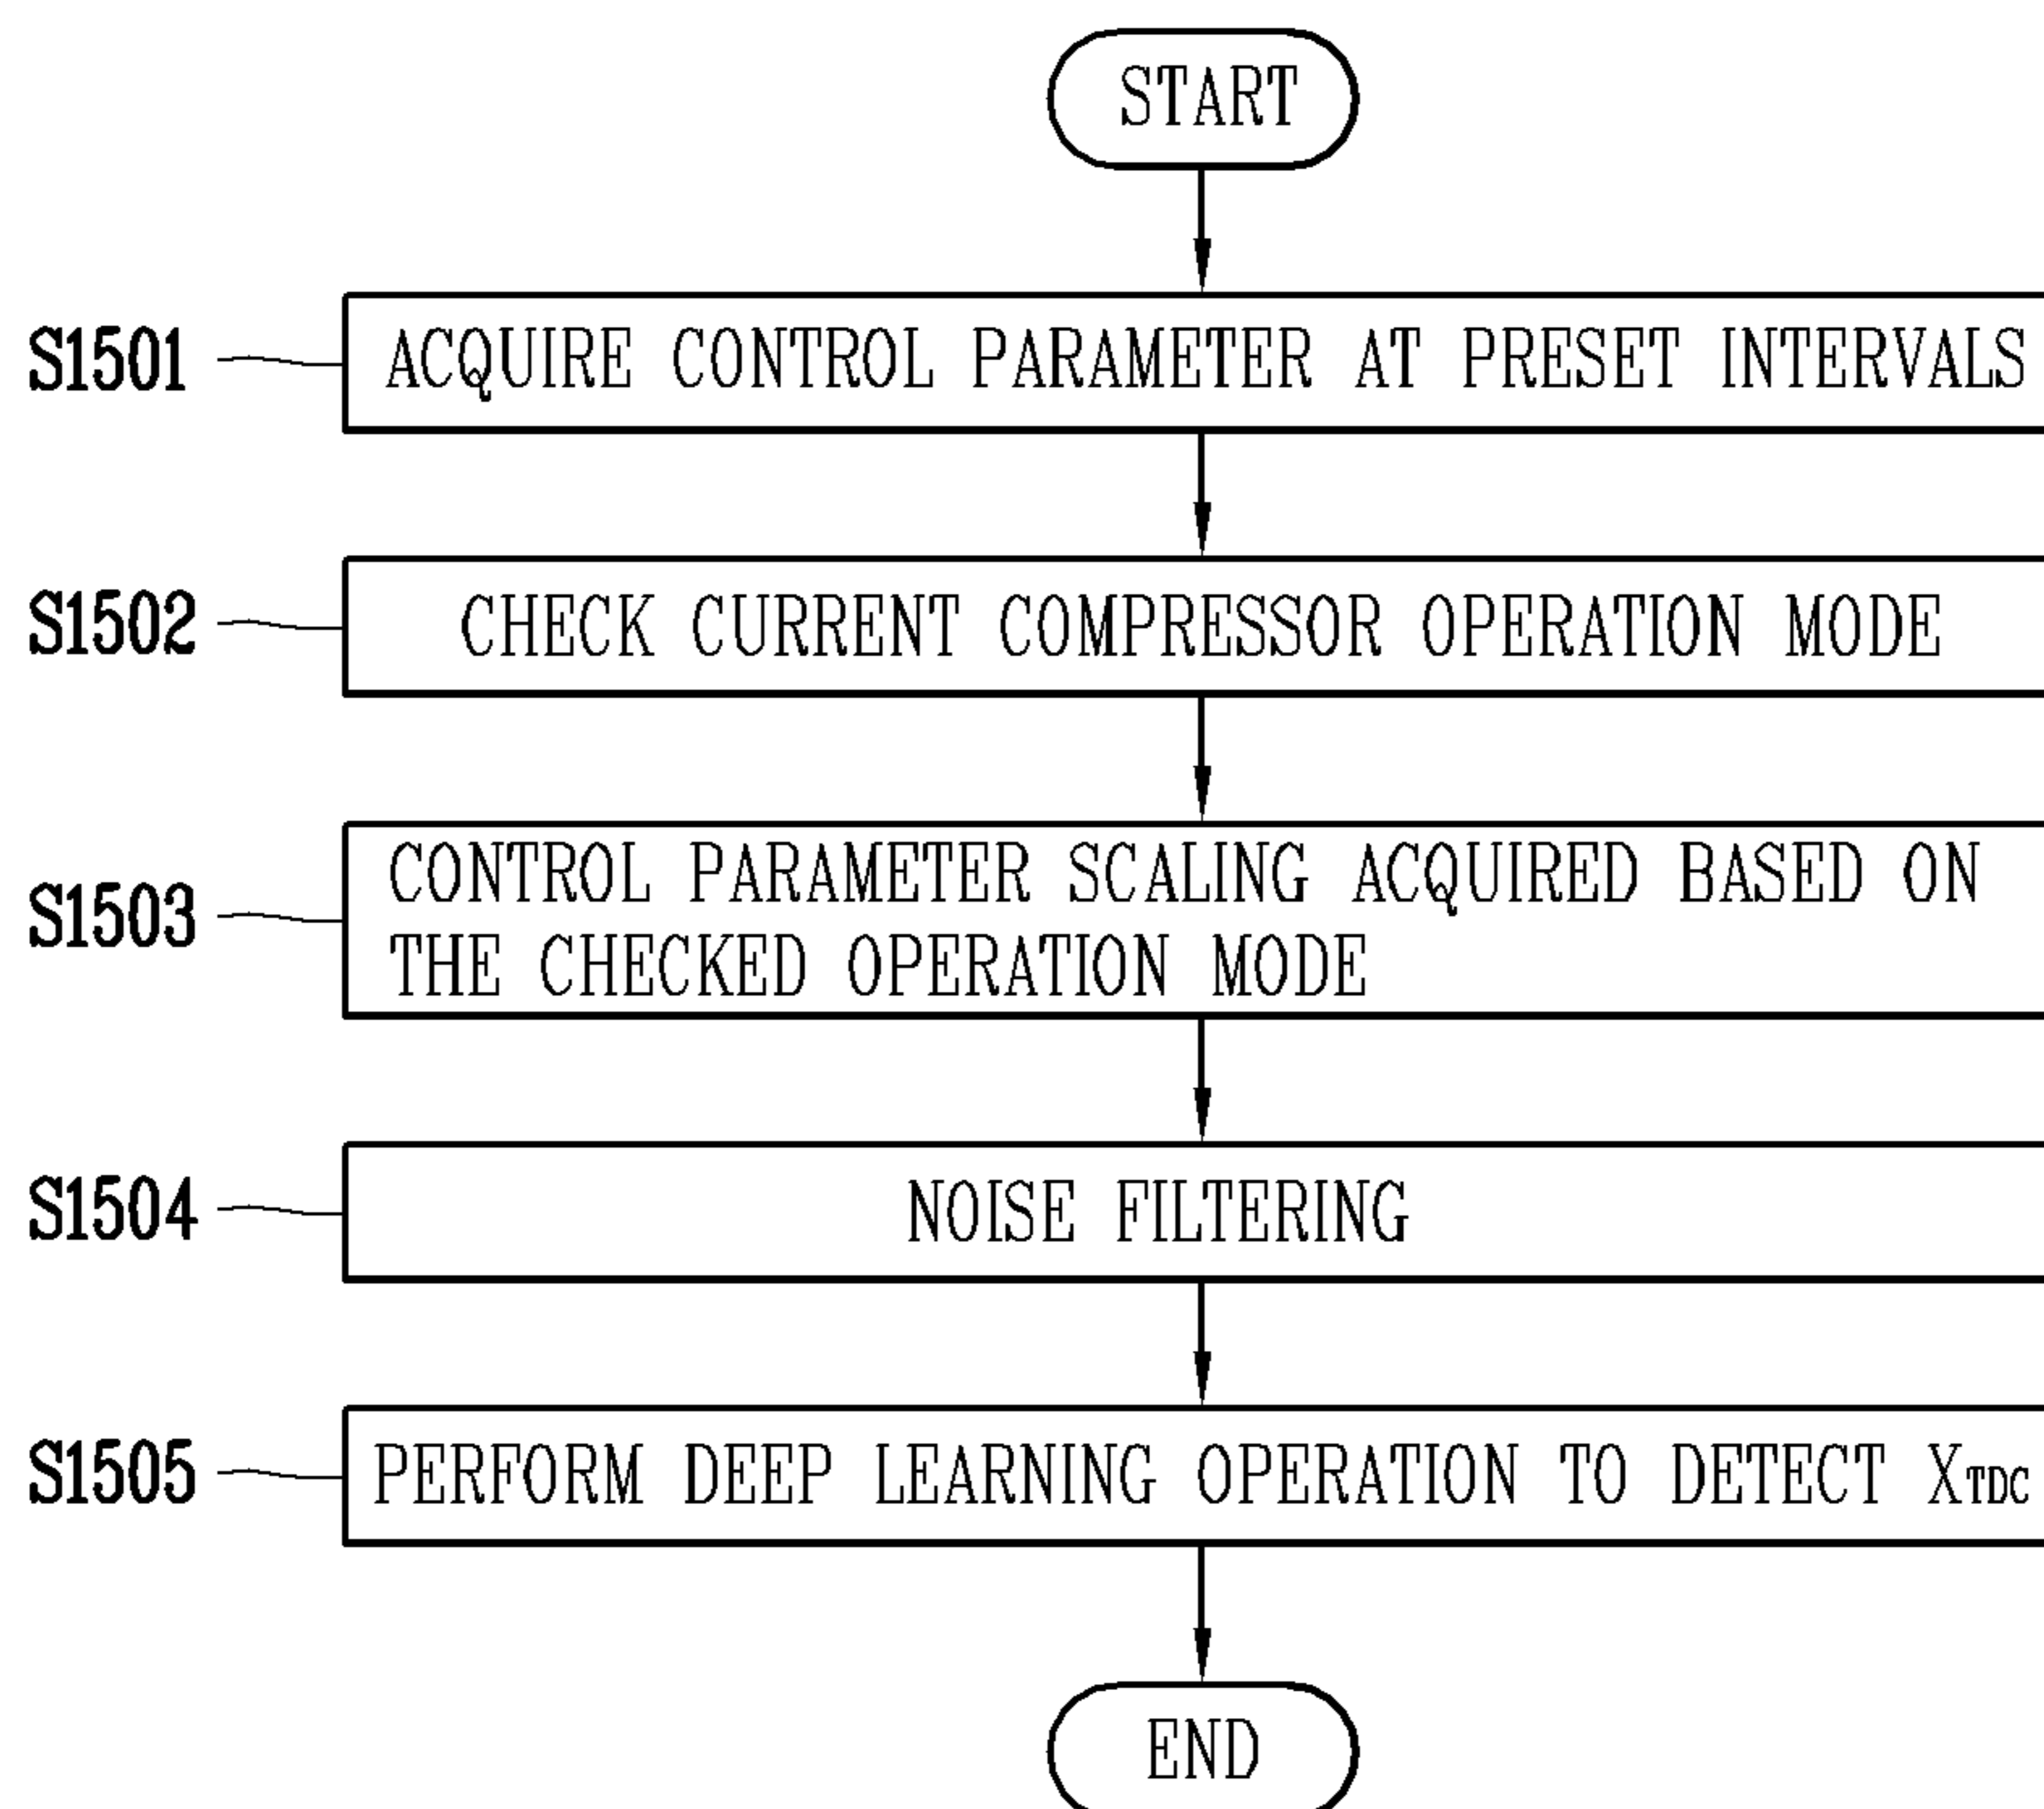 START
S1501
ACQUIRE CONTROL PARAMETER AT PRESET INTERVALS
S1502
CHECK CURRENT COMPRESSOR OPERATION MODE
S1503
CONTROL PARAMETER SCALING ACQUIRED BASED ON
THE CHECKED OPERATION MODE
S1504
NOISE FILTERING
S1505
PERFORM DEEP LEARNING OPERATION TO DETECT XTDC
END